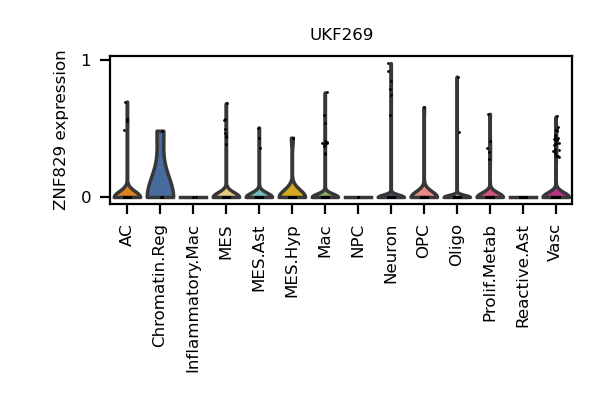 UKF269
ZNF829 expression
1
0
AC
Chromatin.Reg
Inflammatory.Mac
MES
MES.Ast
MES.Hyp
Mac
NPC
Neuron
OPC
Oligo
Prolif.Metab
Reactive.Ast
Vasc